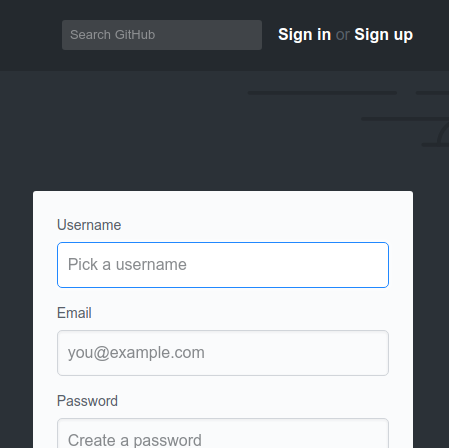 Search GitHub Sign in or Sign up
Username
Pick a username
Email
you@example.com
Password
Create a password